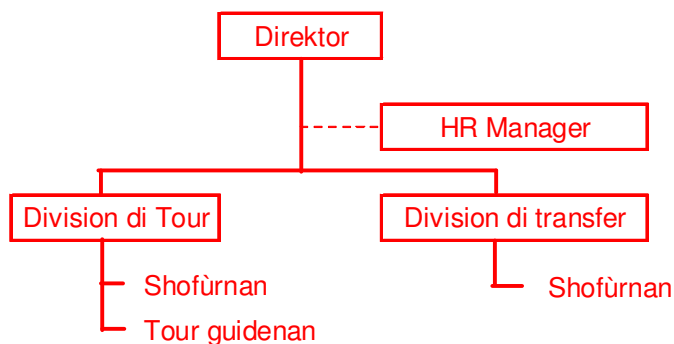 Direktor
HR Manager
Division di Tour
Division di transfer
Shofùrnan
Shofùrnan
Tour guidenan